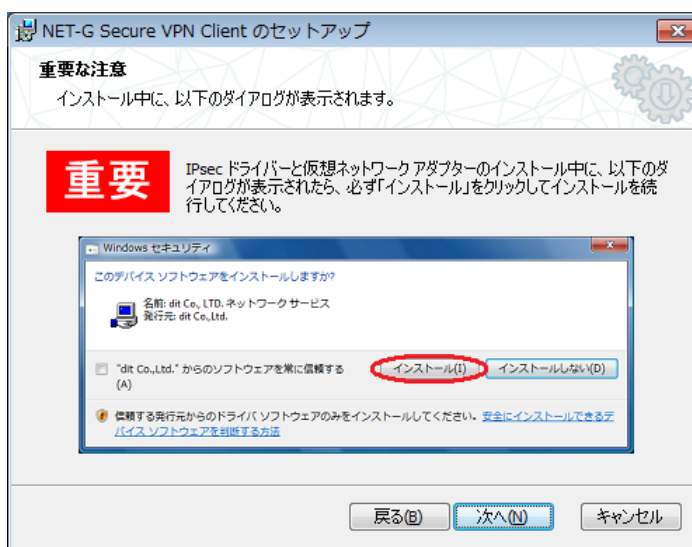 NET-G Secure VPN Client のセットアップ
重要な注意
インストール中に、以下のダイアログが表示されます。
重要
IPsec ドライバーと仮想ネットワーク アダプターのインストール中に、以下のダ
イアログが表示されたら、必ず「インストール」をクリックしてインストールを続
行してください。
Windows セキュリティ
このデバイス ソフトウェアをインストールしますか?
名前: dit Co., LTD. ネットワーク サービス
発行元: dit Co.,Ltd.
"dit Co.,Ltd." からのソフトウェアを常に信頼する
(A)
インストール(I)
インストールしない(D)
信頼する発行元からのドライバ ソフトウェアのみをインストールしてください。安全にインストールできるデ
バイス ソフトウェアを判断する方法
戻る(B)
次へ(N)
キャンセル